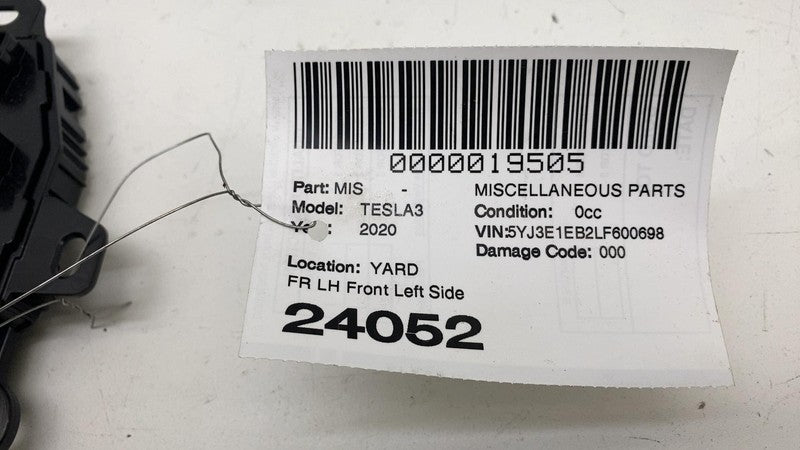 0000019505
Part: MIS - MISCELLANEOUS PARTS
Model: TESLA3 Condition: 0cc
2020 VIN:5YJ3E1EB2LF600698
Damage Code: 000
Location: YARD
FR LH Front Left Side
24052